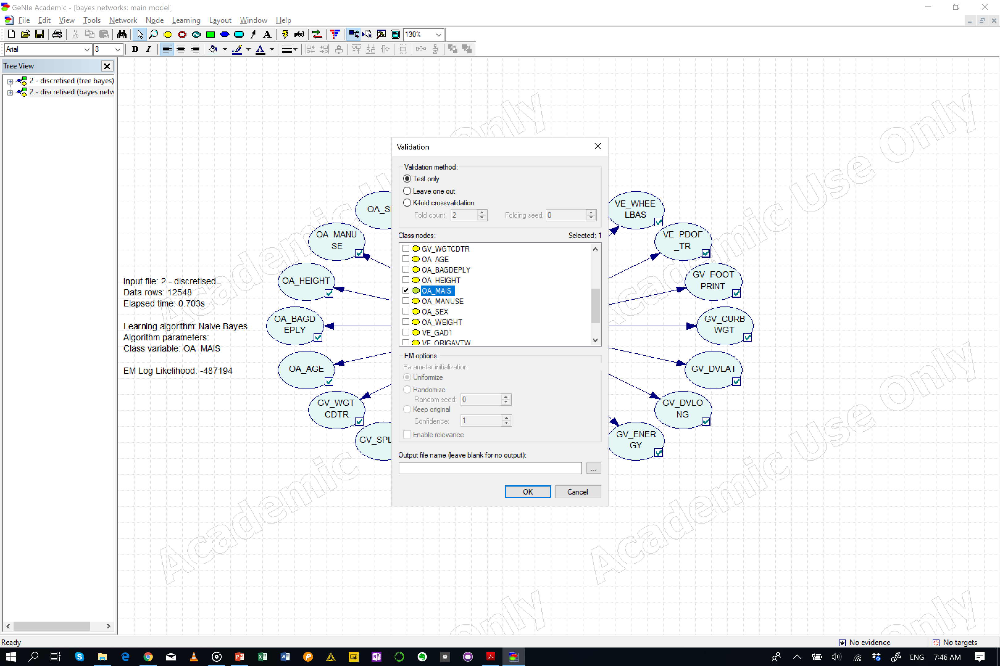 GeNIe Academic - [bayes networks: main model]
File Edit View Tools Network Node Learning Layout Window Help
A p(e) 130%
Arial 8 B I A
Tree View
2 - discretised (tree bayes)
2 - discretised (bayes netw
Input file: 2 - discretised
Data rows: 12548
Elapsed time: 0.703s
Learning algorithm: Naive Bayes
Algorithm parameters:
Class variable: OA_MAIS
EM Log Likelihood: -487194
OA_SE
OA_MANU
SE
OA_HEIGHT
OA_BAGD
EPLY
OA_AGE
GV_WGT
CDTR
GV_SPL
Validation
Validation method:
Test only
Leave one out
K-fold crossvalidation
Fold count: 2 Folding seed: 0
Class nodes: Selected: 1
GV_WGTCDTR
OA_AGE
OA_BAGDEPLY
OA_HEIGHT
OA_MAIS
OA_MANUSE
OA_SEX
OA_WEIGHT
VE_GAD1
VE_ORIGAVTW
EM options:
Parameter initialization:
Uniformize
Randomize
Random seed: 0
Keep original
Confidence: 1
Enable relevance
Output file name (leave blank for no output):
...
OK Cancel
VE_WHEE
LBAS
VE_PDOF
_TR
GV_FOOT
PRINT
GV_CURB
WGT
GV_DVLAT
GV_DVLO
NG
GV_ENER
GY
Academic Use Only
Academic Use Only
Academic Use Only
Academic Use Only
Ready No evidence No targets
ENG 7:46 AM